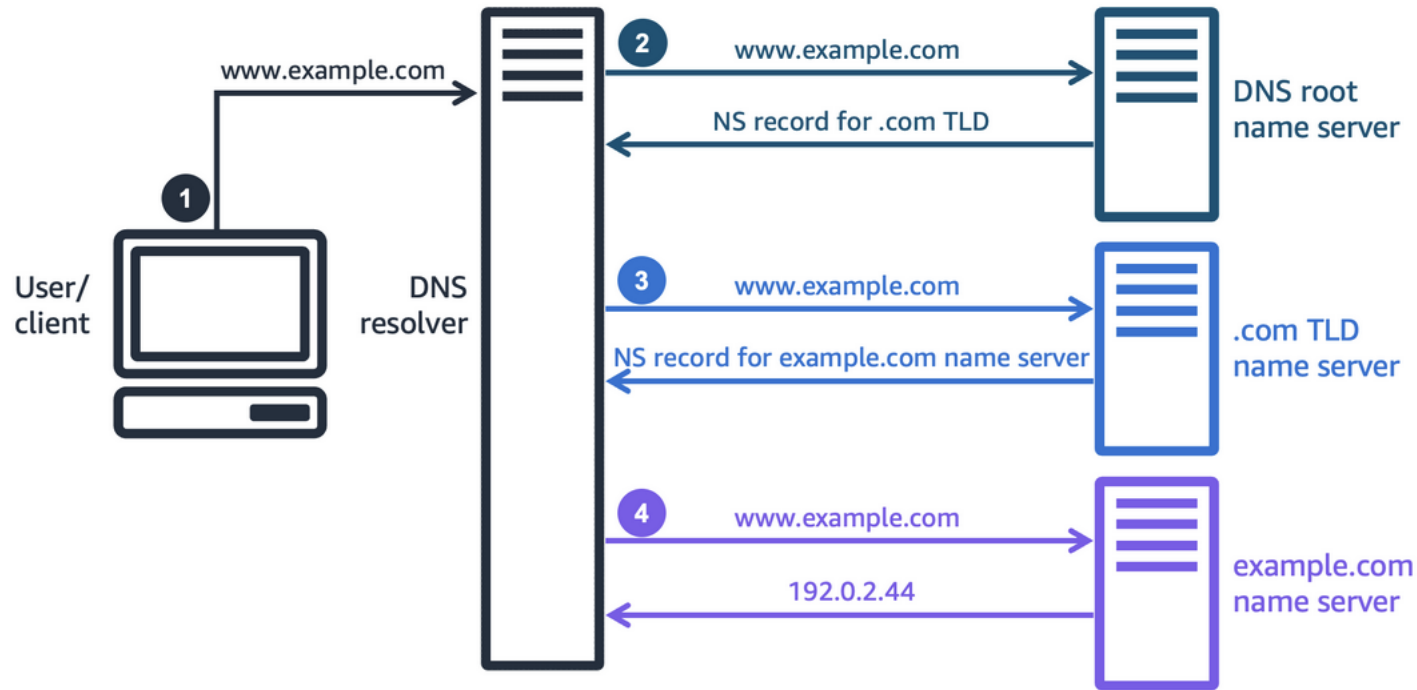 www.example.com
1
User/
client
DNS
resolver
2
www.example.com
NS record for .com TLD
DNS root
name server
3
www.example.com
NS record for example.com name server
.com TLD
name server
4
www.example.com
192.0.2.44
example.com
name server